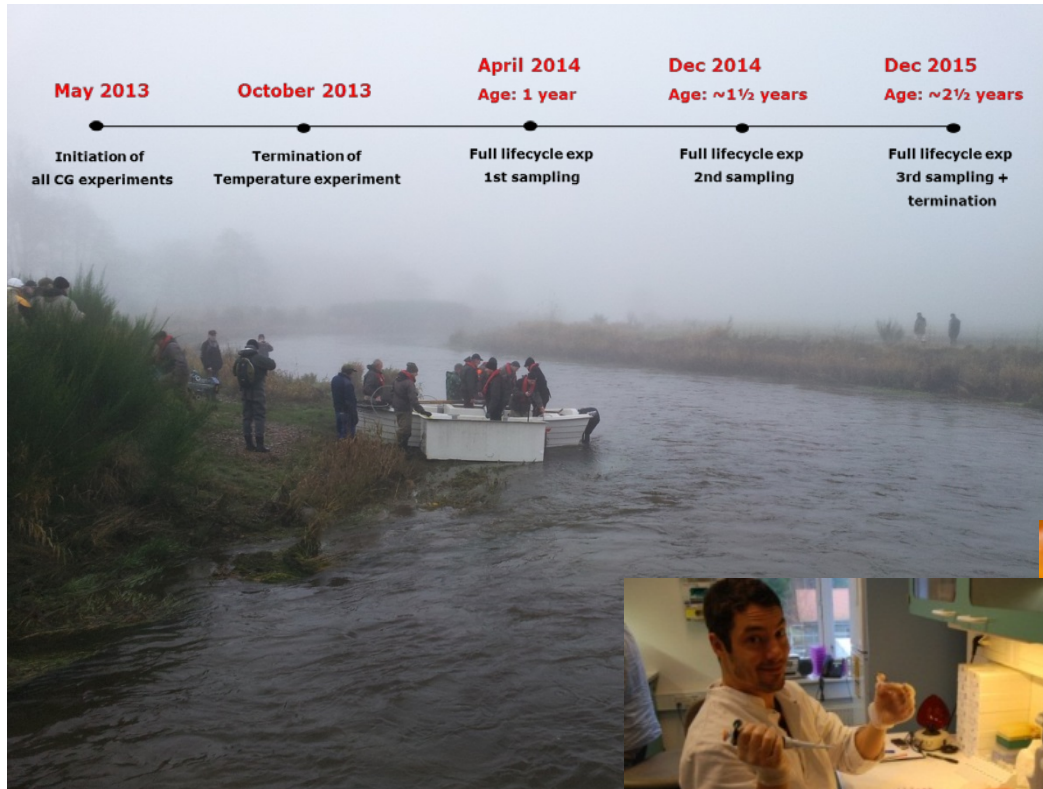 May 2013
Initiation of
all CG experiments
October 2013
Termination of
Temperature experiment
April 2014
Age: 1 year
Full lifecycle exp
1st sampling
Dec 2014
Age: ~1½ years
Full lifecycle exp
2nd sampling
Dec 2015
Age: ~2½ years
Full lifecycle exp
3rd sampling +
termination